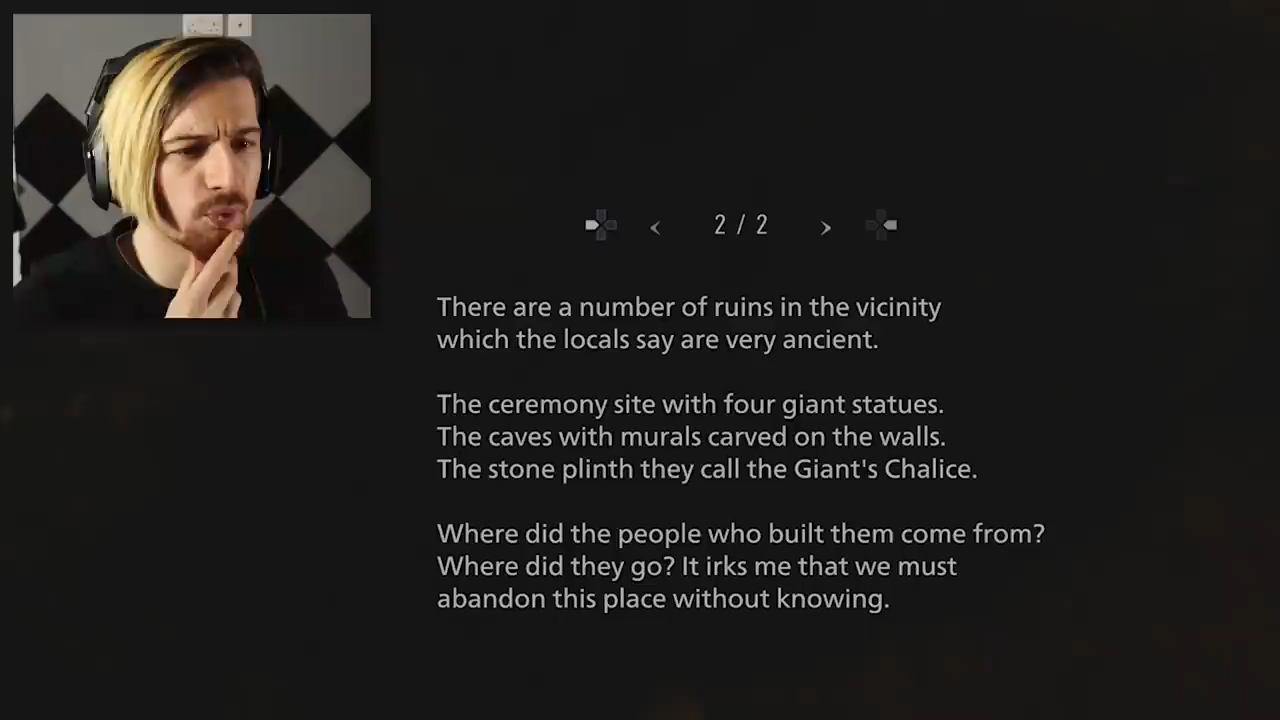 2 / 2
There are a number of ruins in the vicinity
which the locals say are very ancient.
The ceremony site with four giant statues.
The caves with murals carved on the walls.
The stone plinth they call the Giant's Chalice.
Where did the people who built them come from?
Where did they go? It irks me that we must
abandon this place without knowing.